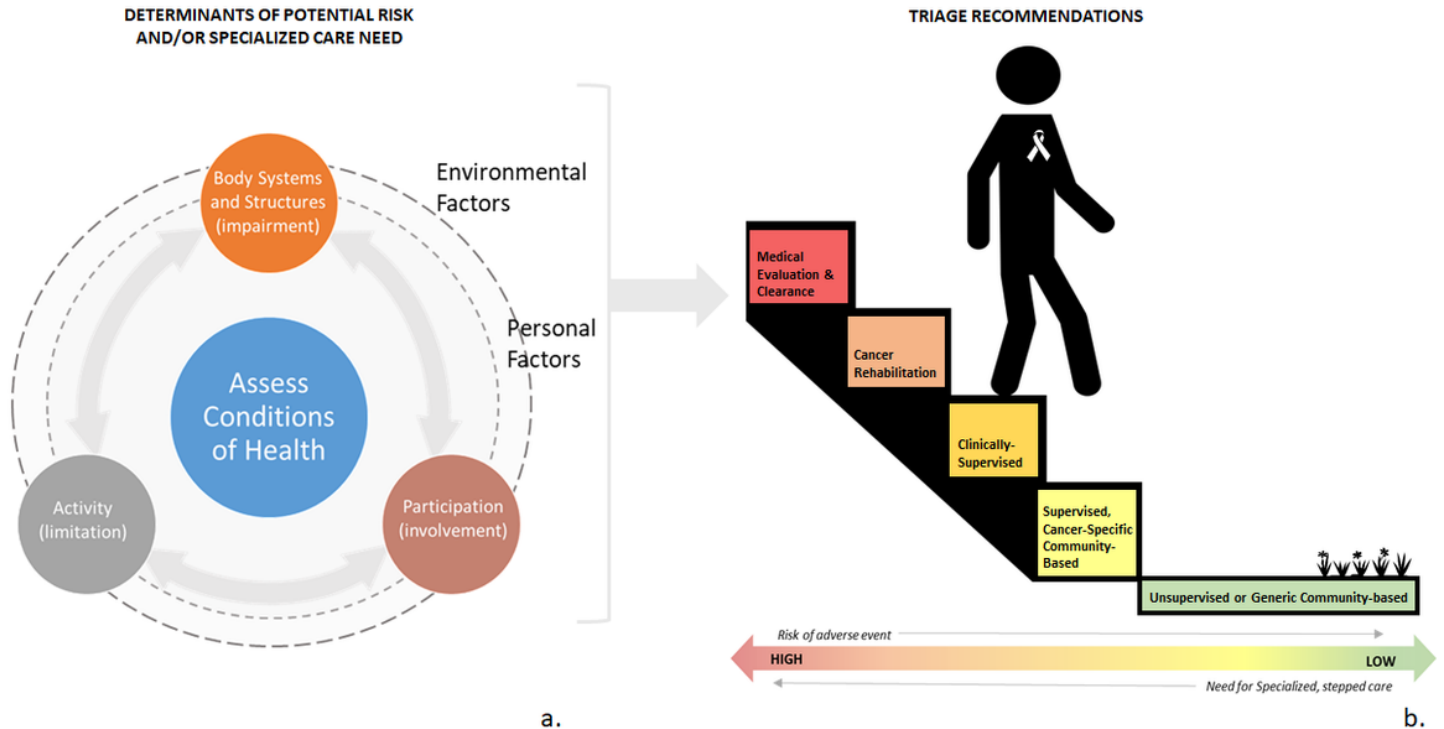 DETERMINANTS OF POTENTIAL RISK
AND/OR SPECIALIZED CARE NEED
Environmental
Factors
Personal
Factors
Body Systems
and Structures
(impairment)
Assess
Conditions
of Health
Activity
(limitation)
Participation
(involvement)
a.
TRIAGE RECOMMENDATIONS
Medical
Evaluation &
Clearance
Cancer
Rehabilitation
Clinically-
Supervised
Supervised,
Cancer-Specific
Community-
Based
Unsupervised or Generic Community-based
Risk of adverse event
HIGH
LOW
Need for Specialized, stepped care
b.